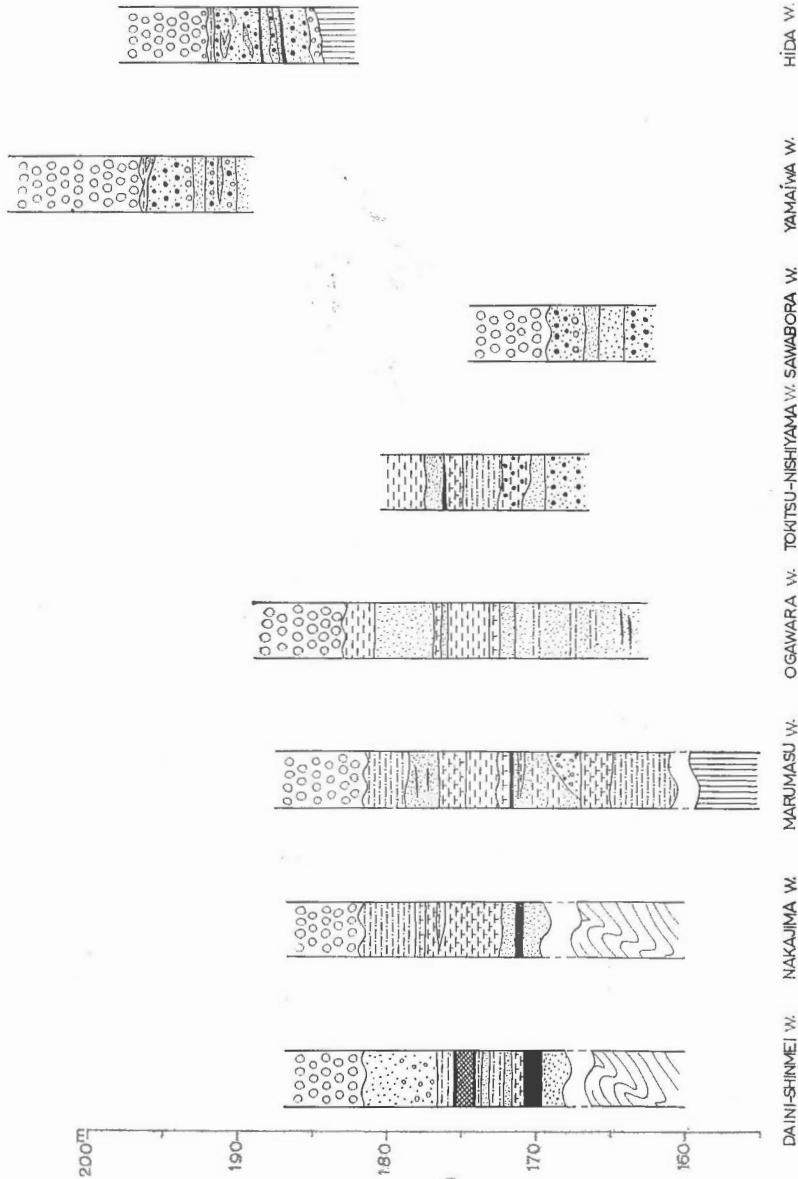 200m
190
180
170
160
DAINI-SHINMEI W.
NAKAJIMA W.
MARUMASU W.
OGAWARA W.
TOKITSU-NISHIYAMA W.
SAWABORA W.
YAMAIWA W.
HIDA W.